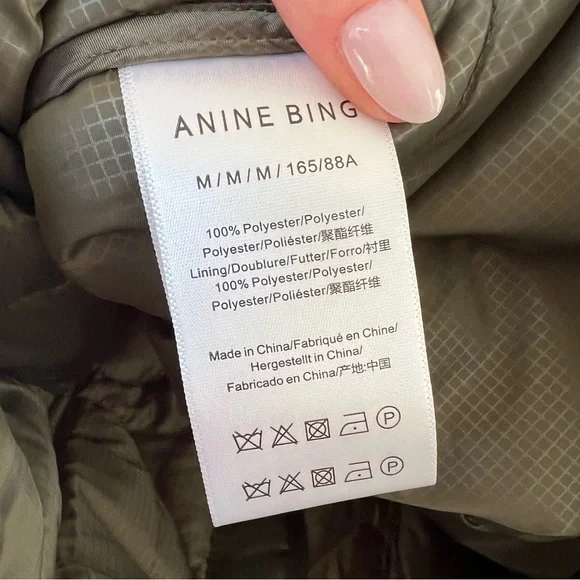 ANINE BING
M/M/M/165/88A
100% Polyester/Polyester/
Polyester/Poliéster/聚酯纤维
Lining/Doublure/Futter/Forro/衬里
100% Polyester/Polyester/
Polyester/Poliéster/聚酯纤维
Made in China/Fabriqué en Chine/
Hergestellt in China/
Fabricado en China/产地:中国
P
P